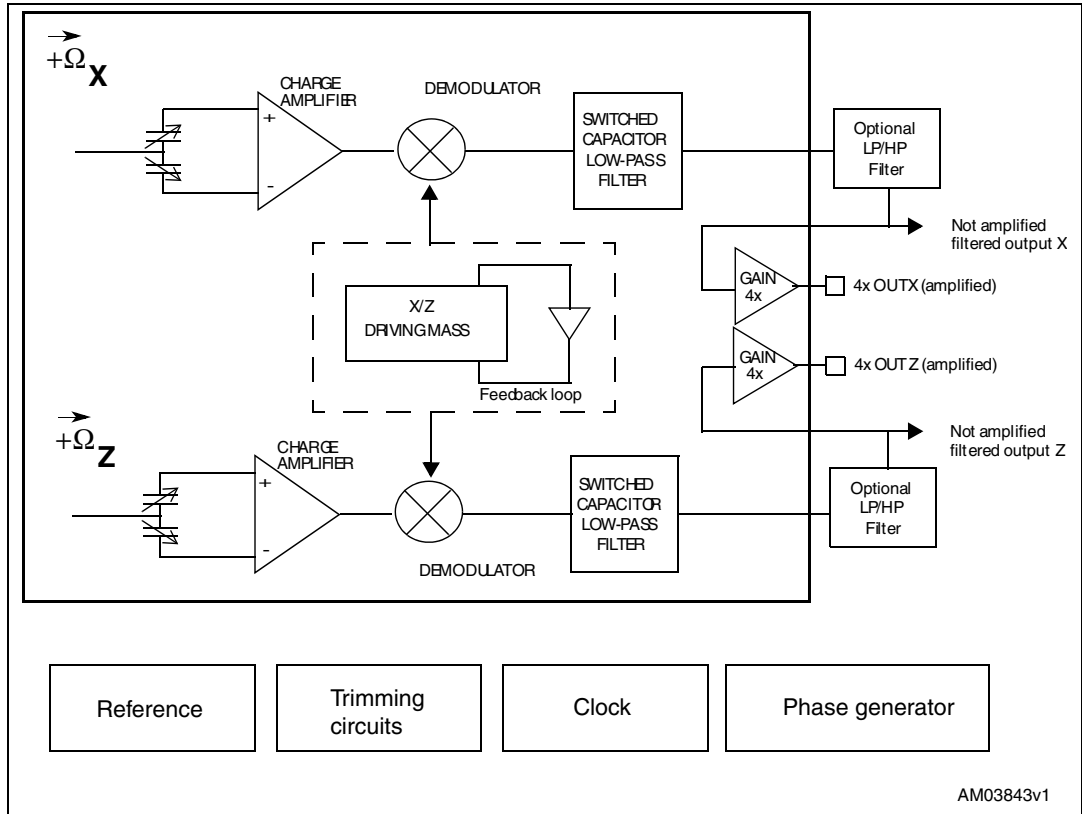 +Ω X
CHARGE
AMPLIFIER
+
-
DEMODULATOR
SWITCHED
CAPACITOR
LOW-PASS
FILTER
Optional
LP/HP
Filter
Not amplified
filtered output X
GAIN
4x
4x OUTX (amplified)
X/Z
DRIVING MASS
Feedback loop
GAIN
4x
4x OUTZ (amplified)
Not amplified
filtered output Z
+Ω Z
CHARGE
AMPLIFIER
+
-
DEMODULATOR
SWITCHED
CAPACITOR
LOW-PASS
FILTER
Optional
LP/HP
Filter
Reference
Trimming
circuits
Clock
Phase generator
AM03843v1